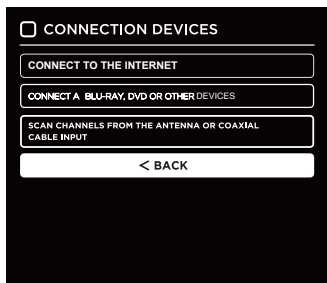 CONNECTION DEVICES
CONNECT TO THE INTERNET
CONNECT A BLU-RAY, DVD OR OTHER DEVICES
SCAN CHANNELS FROM THE ANTENNA OR COAXIAL
CABLE INPUT
< BACK